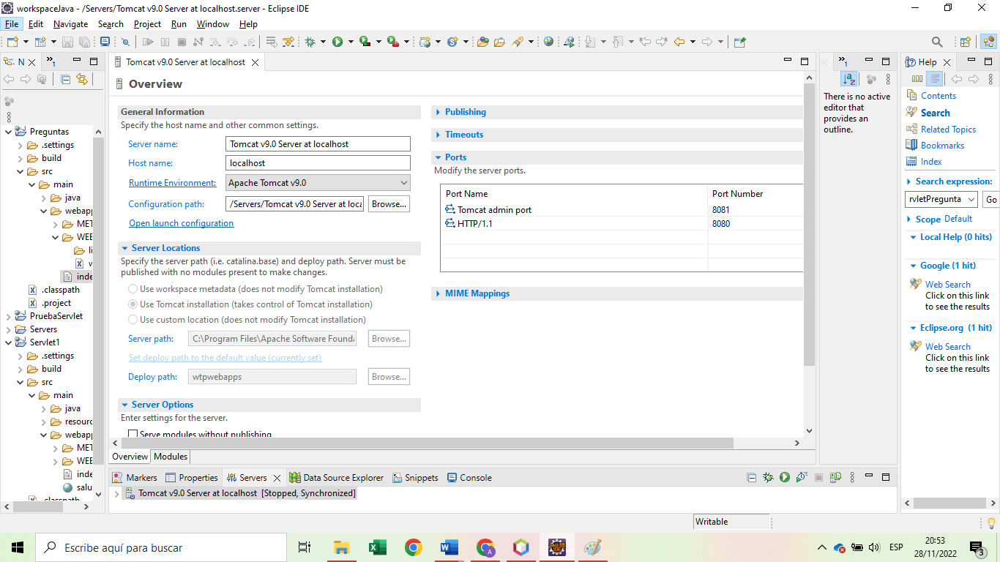 workspaceJava - /Servers/Tomcat v9.0 Server at localhost.server - Eclipse IDE
File Edit Navigate Search Project Run Window Help
N
»1
Preguntas
.settings
build
src
main
java
webapp
MET
WEE
li
w
inde
.classpath
.project
PruebaServlet
Servers
Servlet1
.settings
build
src
main
java
resourc
webapp
MET
WEE
inde
salu
.classpath
Tomcat v9.0 Server at localhost
Overview
General Information
Specify the host name and other common settings.
Server name: Tomcat v9.0 Server at localhost
Host name: localhost
Runtime Environment: Apache Tomcat v9.0
Configuration path: /Servers/Tomcat v9.0 Server at loca Browse...
Open launch configuration
Server Locations
Specify the server path (i.e. catalina.base) and deploy path. Server must be
published with no modules present to make changes.
Use workspace metadata (does not modify Tomcat installation)
Use Tomcat installation (takes control of Tomcat installation)
Use custom location (does not modify Tomcat installation)
Server path: C:\Program Files\Apache Software Founda Browse...
Set deploy path to the default value (currently set)
Deploy path: wtpwebapps Browse...
Server Options
Enter settings for the server.
Serve modules without publishing
Publishing
Timeouts
Ports
Modify the server ports.
Port Name Port Number
Tomcat admin port 8081
HTTP/1.1 8080
MIME Mappings
Overview Modules
Markers Properties Servers Data Source Explorer Snippets Console
Tomcat v9.0 Server at localhost [Stopped, Synchronized]
»1
There is no active
editor that
provides an
outline.
Help
Contents
Search
Related Topics
Bookmarks
Index
Search expression:
rvletPregunta Go
Scope Default
Local Help (0 hits)
Google (1 hit)
Web Search
Click on this link
to see the results
Eclipse.org (1 hit)
Web Search
Click on this link
to see the results
Writable
Escribe aquí para buscar
ESP
20:53
28/11/2022
3